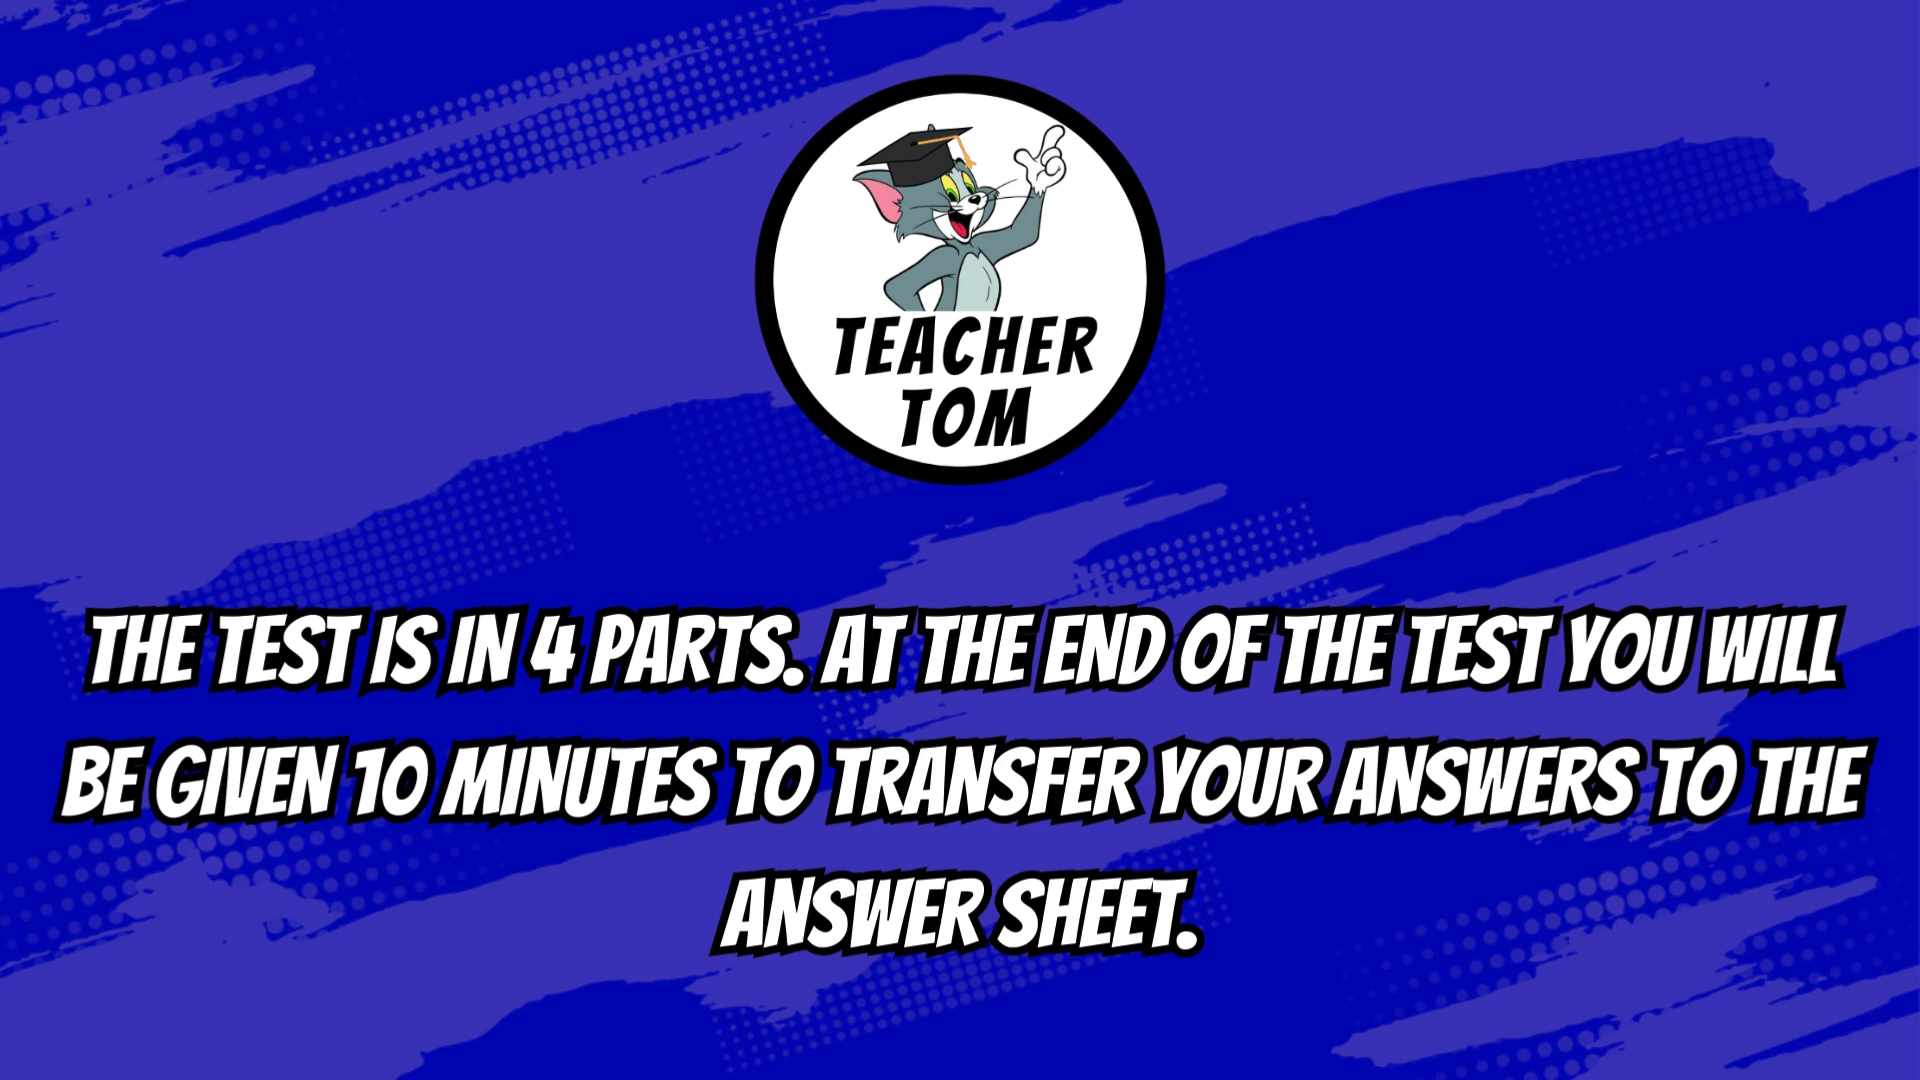 TEACHER
TOM
THE TEST IS IN 4 PARTS. AT THE END OF THE TEST YOU WILL
BE GIVEN 10 MINUTES TO TRANSFER YOUR ANSWERS TO THE
ANSWER SHEET.